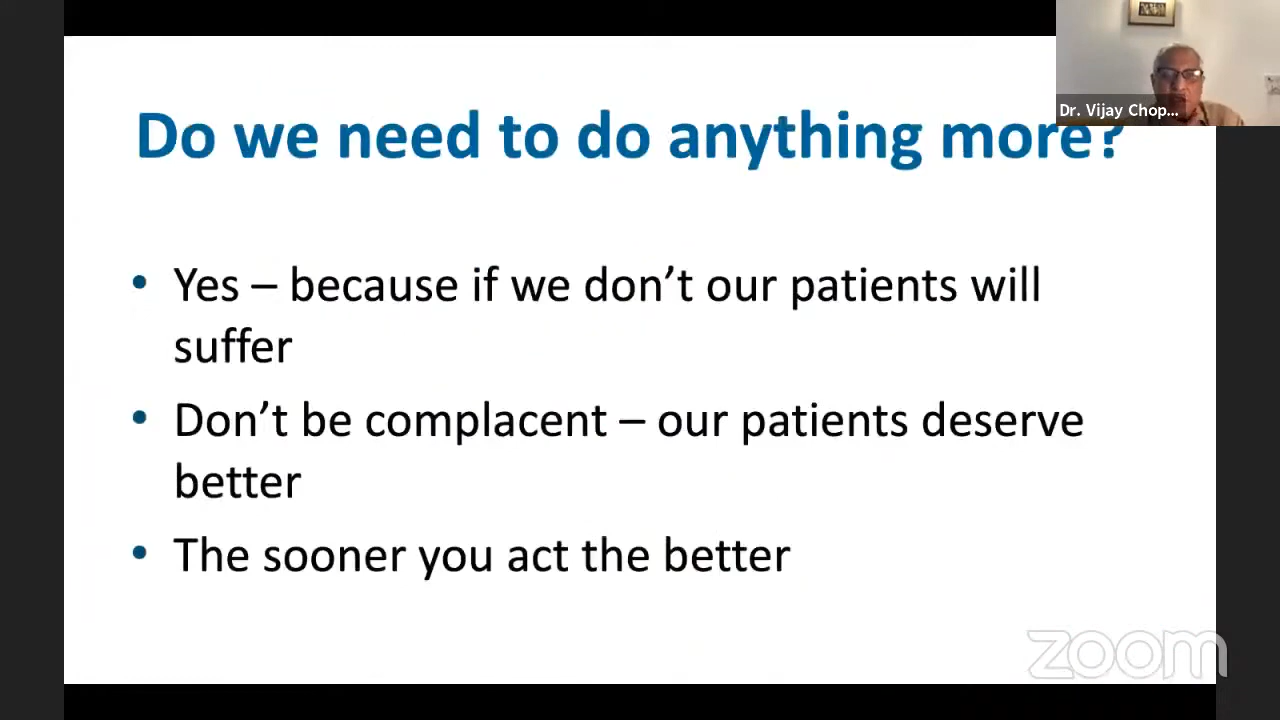 Dr. Vijay Chop...
Do we need to do anything more?
• Yes – because if we don’t our patients will
suffer
• Don’t be complacent – our patients deserve
better
• The sooner you act the better
zoom